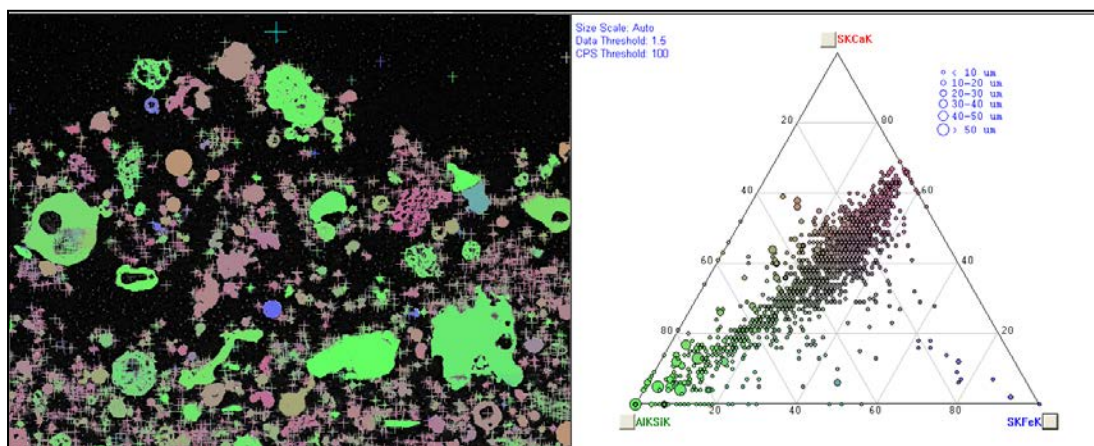 Size Scale: Auto
Data Threshold: 1.5
CPS Threshold: 100
SKCaK
< 10 um
10-20 um
20-30 um
30-40 um
40-50 um
> 50 um
20
80
40
60
60
40
80
20
20
40
60
80
AlKSiK
SKFeK